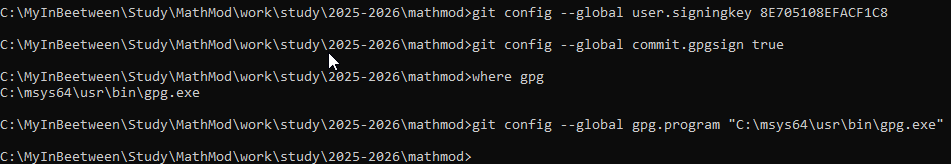 C:\MyInBeetween\Study\MathMod\work\study\2025-2026\mathmod>git config --global user.signingkey 8E705108EFACF1C8
C:\MyInBeetween\Study\MathMod\work\study\2025-2026\mathmod>git config --global commit.gpgsign true
C:\MyInBeetween\Study\MathMod\work\study\2025-2026\mathmod>where gpg
C:\msys64\usr\bin\gpg.exe
C:\MyInBeetween\Study\MathMod\work\study\2025-2026\mathmod>git config --global gpg.program "C:\msys64\usr\bin\gpg.exe"
C:\MyInBeetween\Study\MathMod\work\study\2025-2026\mathmod>